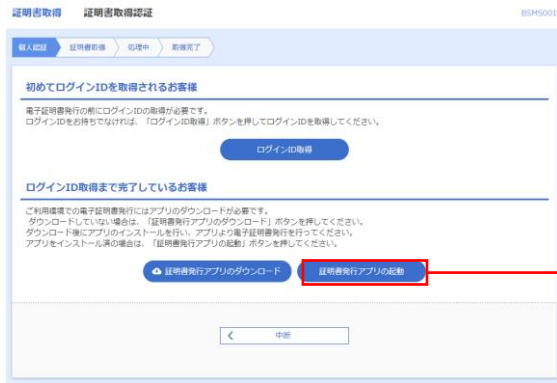 証明書取得 証明書取得認証 BSMS001
個人認証 証明書取得 処理中 取得完了
初めてログインIDを取得されるお客様
電子証明書発行の前にログインIDの取得が必要です。
ログインIDをお持ちでなければ、「ログインID取得」ボタンを押してログインIDを取得してください。
ログインID取得
ログインID取得まで完了しているお客様
ご利用環境での電子証明書発行にはアプリのダウンロードが必要です。
ダウンロードしていない場合は、「証明書発行アプリのダウンロード」ボタンを押してください。
ダウンロード後にアプリのインストールを行い、アプリより電子証明書発行を行ってください。
アプリをインストール済の場合は、「証明書発行アプリの起動」ボタンを押してください。
証明書発行アプリのダウンロード 証明書発行アプリの起動
中断